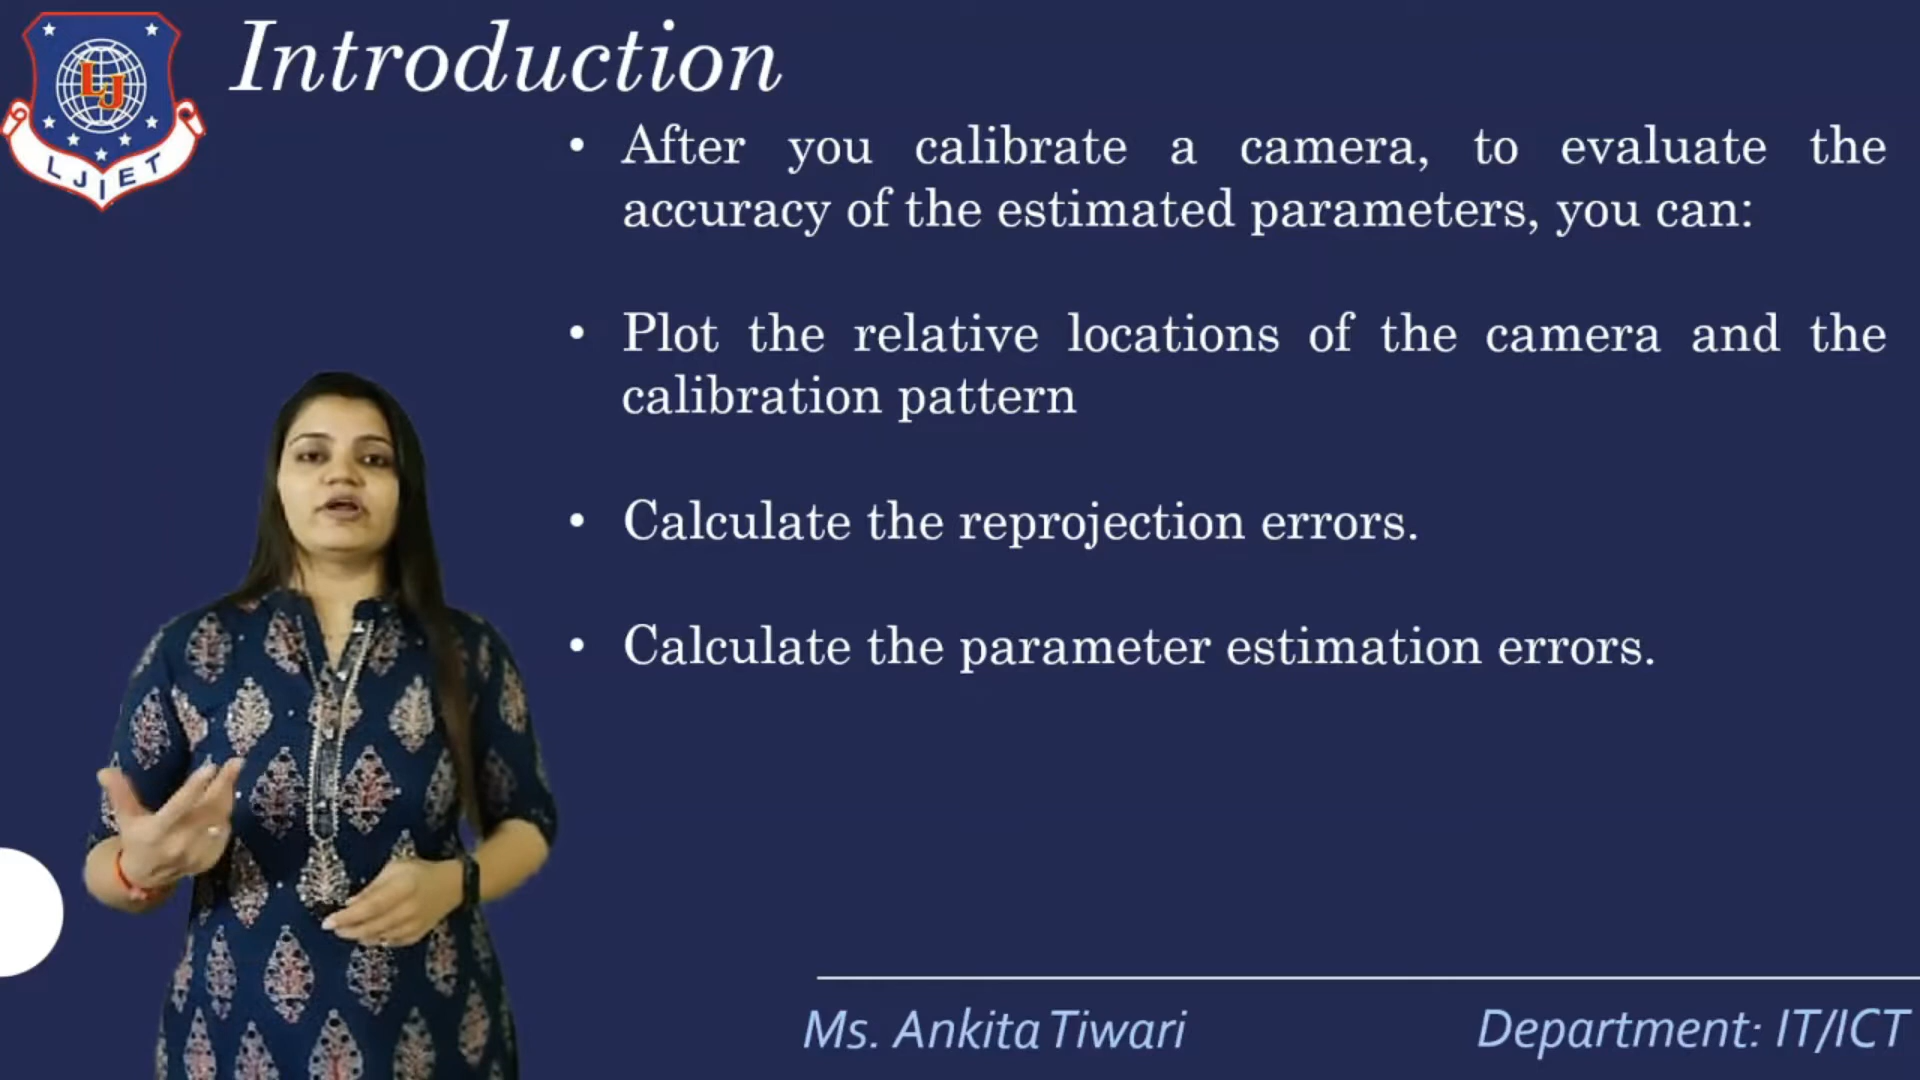 LJ
LJIET
Introduction
• After you calibrate a camera, to evaluate the
accuracy of the estimated parameters, you can:
• Plot the relative locations of the camera and the
calibration pattern
• Calculate the reprojection errors.
• Calculate the parameter estimation errors.
Ms. Ankita Tiwari
Department: IT/ICT